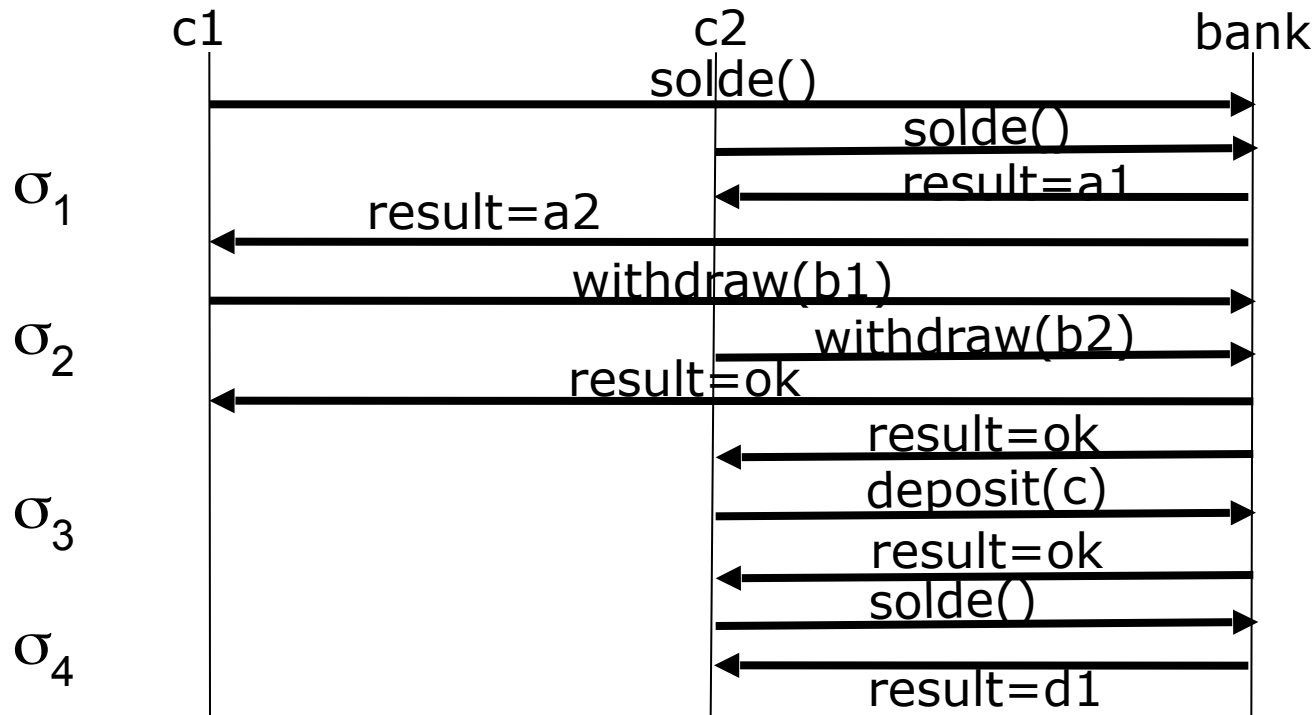 c1 c2 bank
solde()
solde()
σ1 result=a1
result=a2
withdraw(b1)
σ2 withdraw(b2)
result=ok
result=ok
σ3 deposit(c)
result=ok
solde()
σ4
result=d1